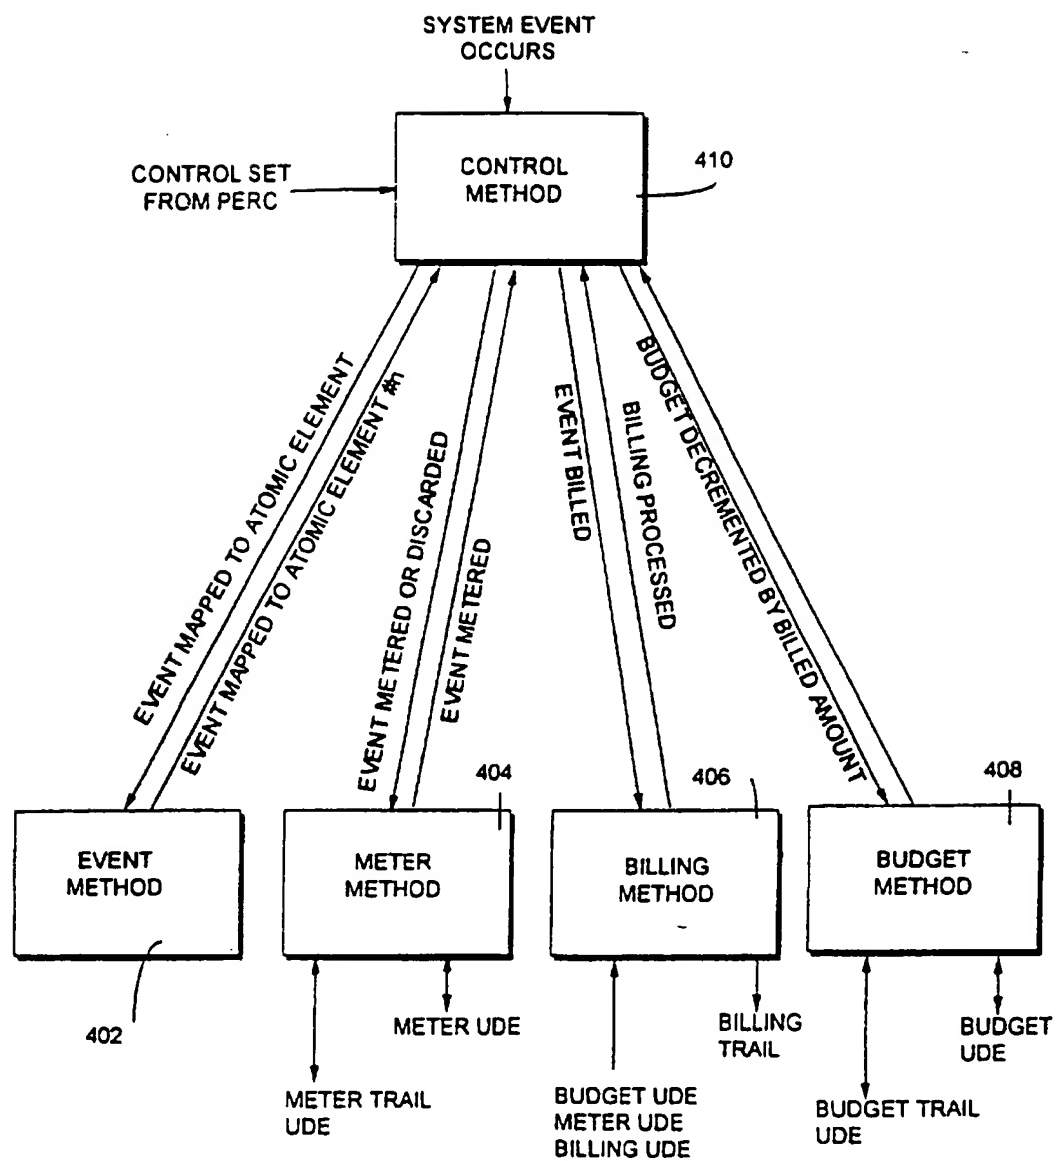 SYSTEM EVENT
OCCURS
CONTROL
METHOD
410
CONTROL SET
FROM PERC
EVENT MAPPED TO ATOMIC ELEMENT
EVENT MAPPED TO ATOMIC ELEMENT #n
EVENT METERED OR DISCARDED
EVENT METERED
EVENT BILLED
BILLING PROCESSED
BUDGET DECREMENTED BY BILLED AMOUNT
404
406
408
EVENT
METHOD
METER
METHOD
BILLING
METHOD
BUDGET
METHOD
402
METER UDE
BILLING
TRAIL
BUDGET
UDE
METER TRAIL
UDE
BUDGET UDE
METER UDE
BILLING UDE
BUDGET TRAIL
UDE